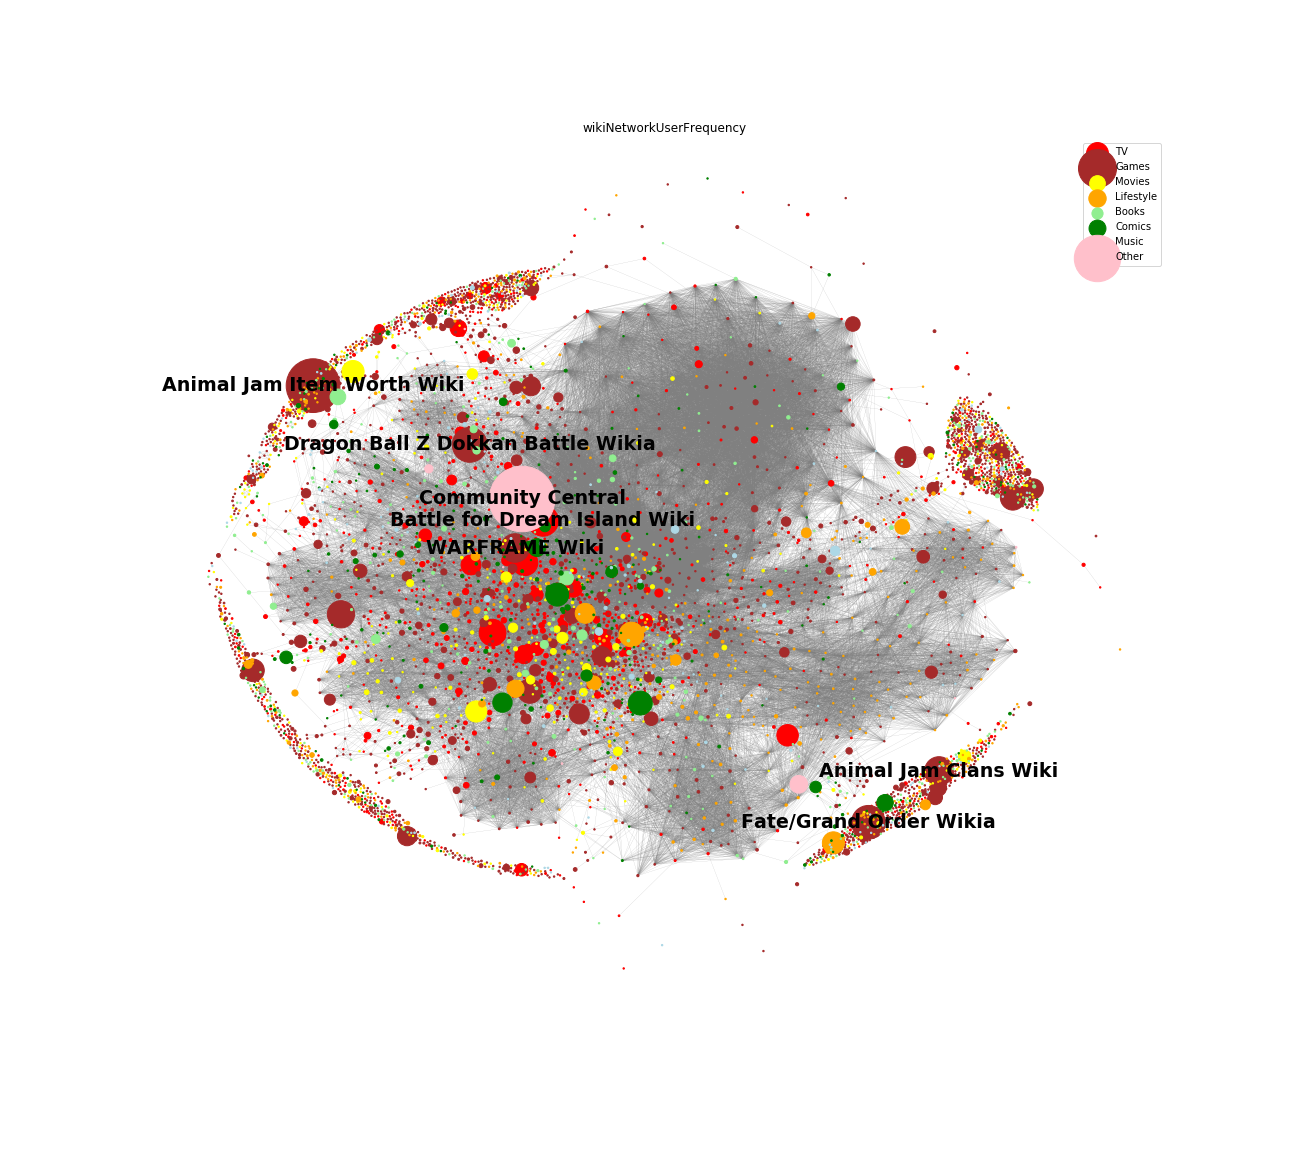 wikiNetworkUserFrequency
TV
Games
Movies
Lifestyle
Books
Comics
Music
Other
Animal Jam Item Worth Wiki
Dragon Ball Z Dokkan Battle Wikia
Community Central
Battle for Dream Island Wiki
WARFRAME Wiki
Animal Jam Clans Wiki
Fate/Grand Order Wikia